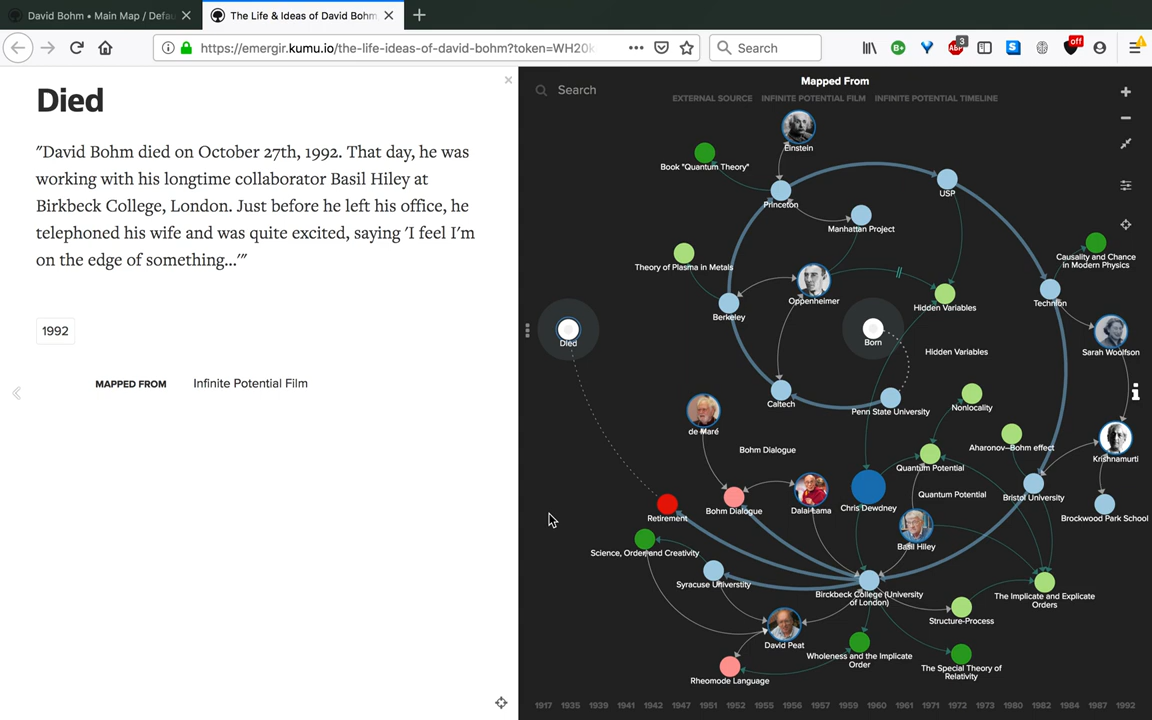 David Bohm • Main Map / Defau
The Life & Ideas of David Bohm
https://emergir.kumu.io/the-life-ideas-of-david-bohm?token=WH20k
Search
3
off
Died
"David Bohm died on October 27th, 1992. That day, he was
working with his longtime collaborator Basil Hiley at
Birkbeck College, London. Just before he left his office, he
telephoned his wife and was quite excited, saying 'I feel I'm
on the edge of something...'"
1992
MAPPED FROM
Infinite Potential Film
Search
Mapped From
EXTERNAL SOURCE
INFINITE POTENTIAL FILM
INFINITE POTENTIAL TIMELINE
Einstein
Book "Quantum Theory"
Princeton
USP
Manhattan Project
Causality and Chance
in Modern Physics
Theory of Plasma in Metals
Oppenheimer
Berkeley
Hidden Variables
Technion
Died
Born
Hidden Variables
Sarah Woolfson
Caltech
Penn State University
Nonlocality
de Maré
Aharonov–Bohm effect
Krishnamurti
Bohm Dialogue
Quantum Potential
Quantum Potential
Bristol University
Retirement
Bohm Dialogue
Dalai Lama
Chris Dewdney
Brockwood Park School
Basil Hiley
Science, Order and Creativity
Syracuse Universtity
Birckbeck College (University
of London)
The Implicate and Explicate
Orders
Structure-Process
David Peat
Wholeness and the Implicate
Order
The Special Theory of
Relativity
Rheomode Language
1917 1935 1939 1941 1942 1947 1951 1952 1955 1956 1957 1959 1960 1961 1971 1972 1973 1980 1982 1984 1987 1992